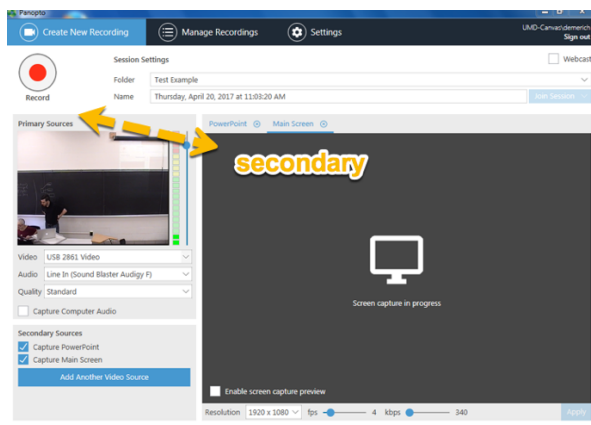 Panopto
Create New Recording
Manage Recordings
Settings
UMD-Canvas\demerich
Sign out
Session Settings
Webcast
Folder Test Example
Record
Name Thursday, April 20, 2017 at 11:03:20 AM
Join Session
Primary Sources
PowerPoint
Main Screen
secondary
Video USB 2861 Video
Audio Line In (Sound Blaster Audigy F)
Quality Standard
Capture Computer Audio
Screen capture in progress
Secondary Sources
Capture PowerPoint
Capture Main Screen
Add Another Video Source
Enable screen capture preview
Resolution 1920 x 1080 fps 4 kbps 340
Apply